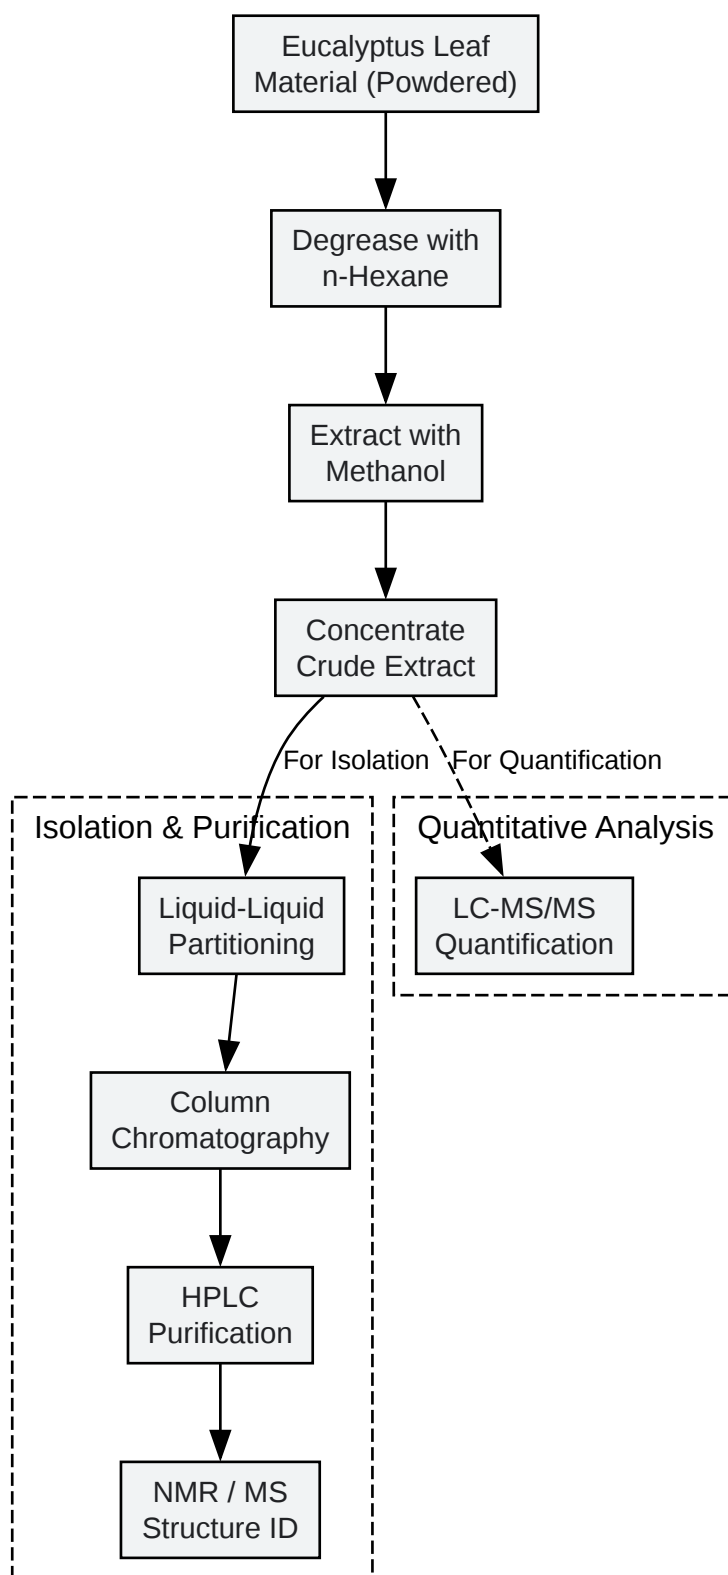 Eucalyptus Leaf
Material (Powdered)
Degrease with
n-Hexane
Extract with
Methanol
Concentrate
Crude Extract
For Isolation
For Quantification
Isolation & Purification
Quantitative Analysis
Liquid-Liquid
Partitioning
LC-MS/MS
Quantification
Column
Chromatography
HPLC
Purification
NMR / MS
Structure ID